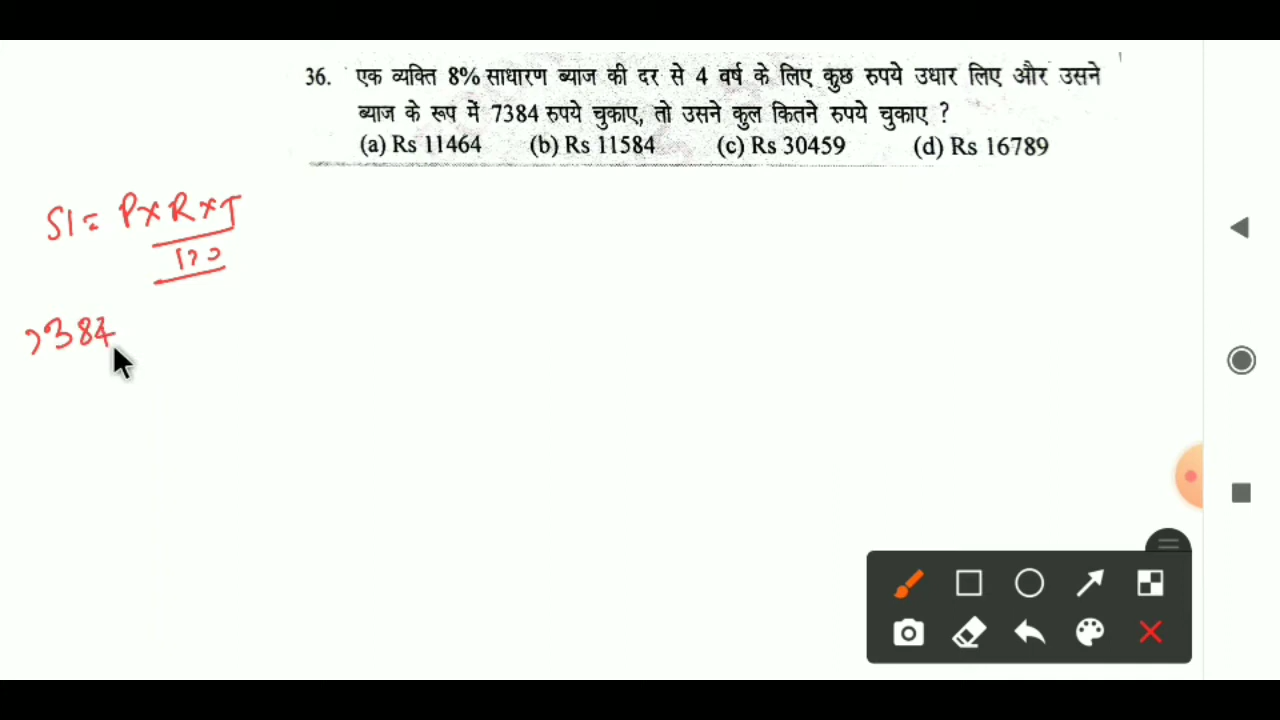 36. एक व्यक्ति 8% साधारण ब्याज की दर से 4 वर्ष के लिए कुछ रुपये उधार लिए और उसने
ब्याज के रूप में 7384 रुपये चुकाए, तो उसने कुल कितने रुपये चुकाए ?
(a) Rs 11464 (b) Rs 11584 (c) Rs 30459 (d) Rs 16789
SI = P×R×T
100
7384